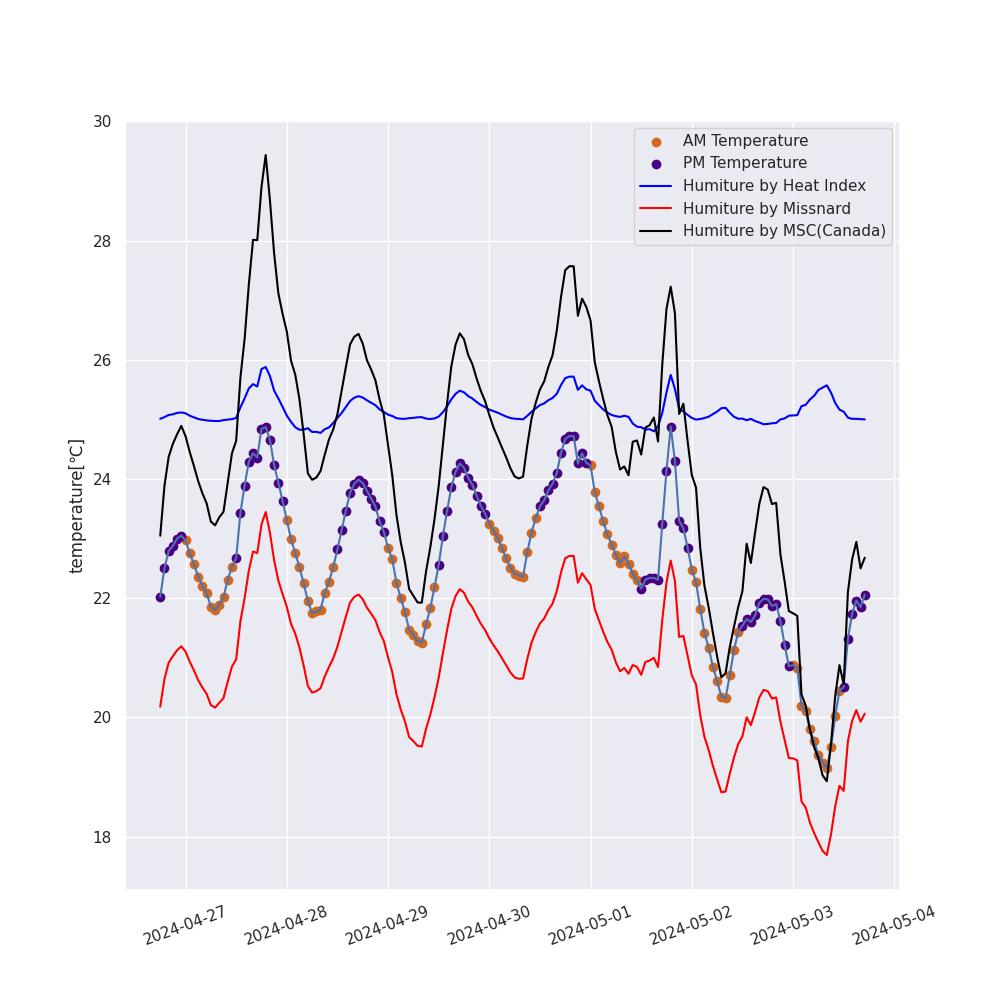 30
28
26
24
22
20
18
temperature[℃]
AM Temperature
PM Temperature
Humiture by Heat Index
Humiture by Missnard
Humiture by MSC(Canada)
2024-04-27
2024-04-28
2024-04-29
2024-04-30
2024-05-01
2024-05-02
2024-05-03
2024-05-04